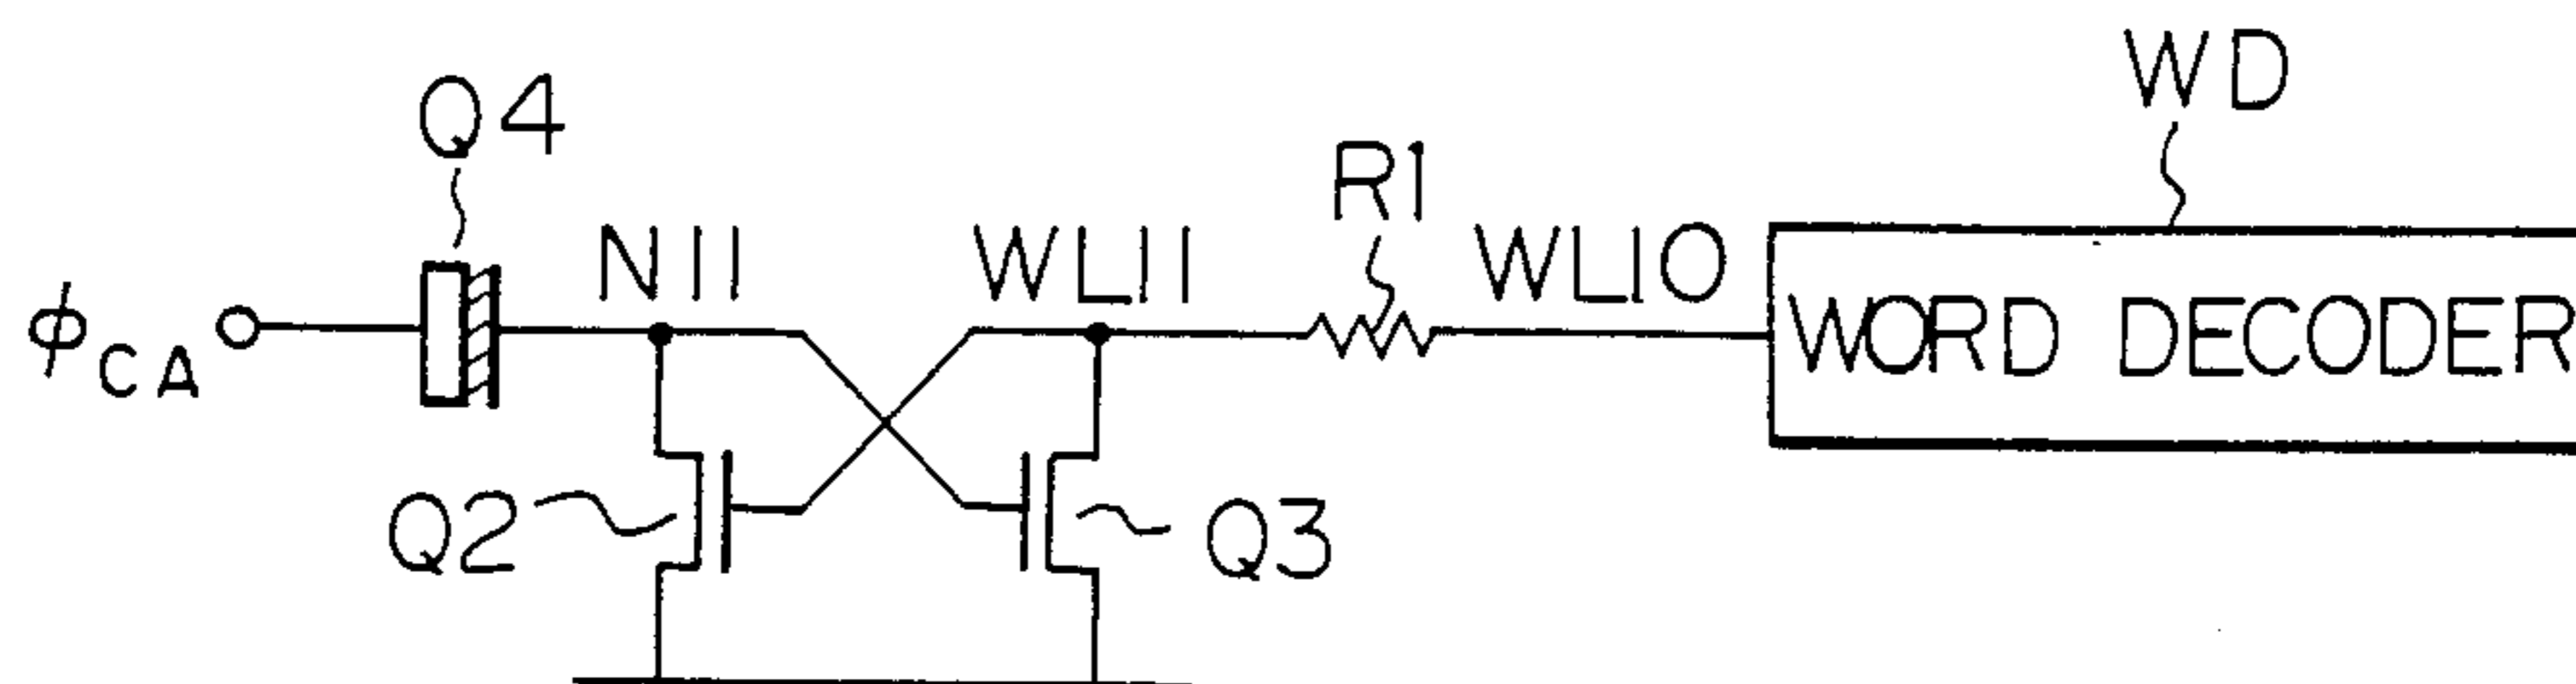 WD
Q4
R1
N11
WL11
WL10
φCA
WORD DECODER
Q2
Q3